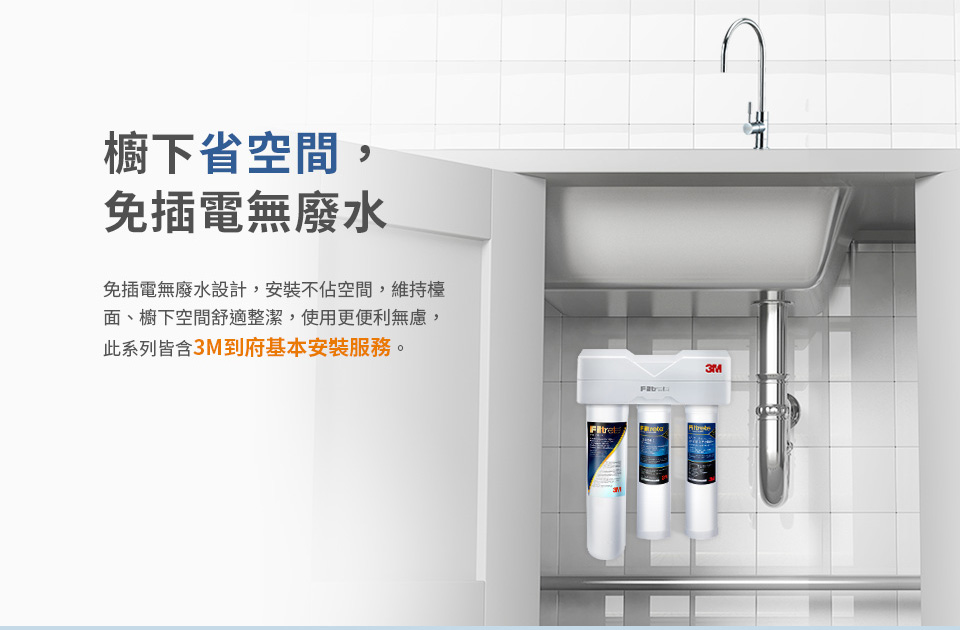 櫥下省空間，
免插電無廢水
免插電無廢水設計，安裝不佔空間，維持檯
面、櫥下空間舒適整潔，使用更便利無慮，
此系列皆含3M到府基本安裝服務。
3M
Filtrete
Filtrete
Filtrete
Filtrete
3M